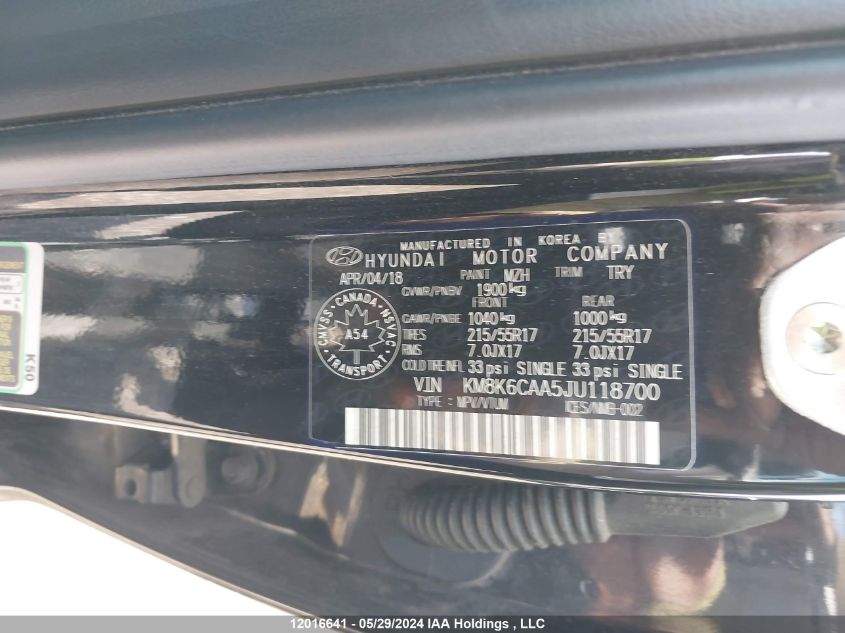 MANUFACTURED IN KOREA BY
HYUNDAI MOTOR COMPANY
APR/04/18 PAINT MZH TRIM TRY
GVWR/PNBV 1900kg
FRONT REAR
GAWR/PNBE 1040kg 1000kg
TIRES 215/55R17 215/55R17
RIMS 7.0JX17 7.0JX17
COLD TIRE INFL 33psi SINGLE 33psi SINGLE
VIN KM8K6CAA5JU118700
TYPE : MPV/VTUM ICES/NMB-002
CMVSS · CANADA · NSVAC
A54
TRANSPORT
K50
12016641 - 05/29/2024 IAA Holdings , LLC